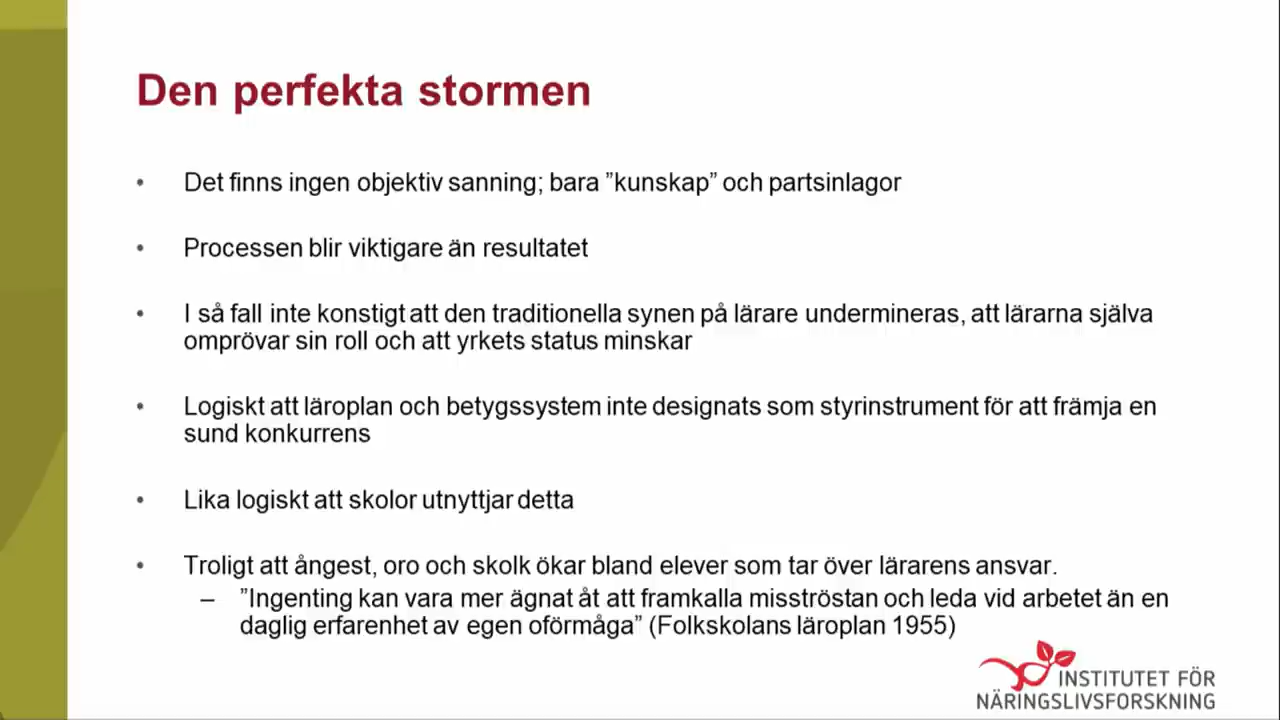 Den perfekta stormen
• Det finns ingen objektiv sanning; bara ”kunskap” och partsinlagor
• Processen blir viktigare än resultatet
• I så fall inte konstigt att den traditionella synen på lärare undermineras, att lärarna själva
omprövar sin roll och att yrkets status minskar
• Logiskt att läroplan och betygssystem inte designats som styrinstrument för att främja en
sund konkurrens
• Lika logiskt att skolor utnyttjar detta
• Troligt att ångest, oro och skolk ökar bland elever som tar över lärarens ansvar.
– ”Ingenting kan vara mer ägnat åt att framkalla misströstan och leda vid arbetet än en
daglig erfarenhet av egen oförmåga” (Folkskolans läroplan 1955)
INSTITUTET FÖR
NÄRINGSLIVSFORSKNING